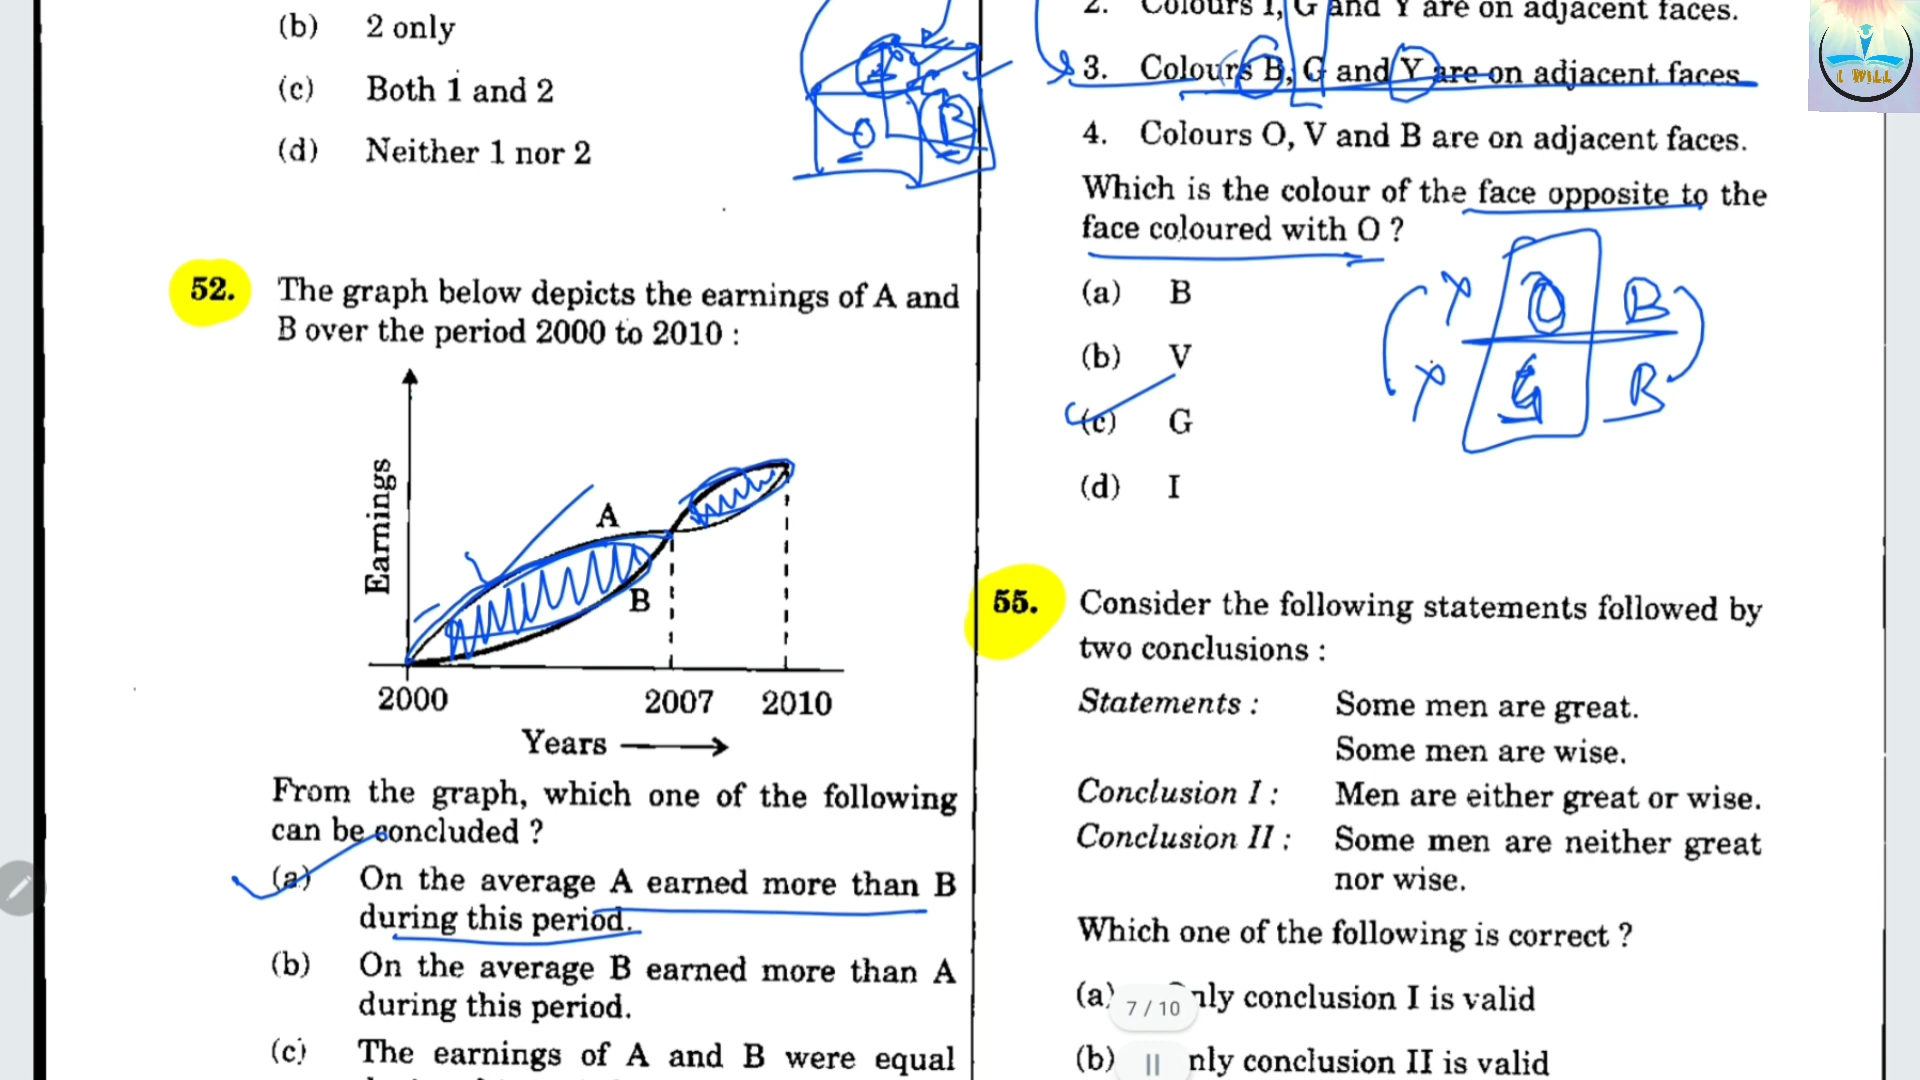 (b) 2 only
(c) Both 1 and 2
(d) Neither 1 nor 2
52. The graph below depicts the earnings of A and
B over the period 2000 to 2010 :
Earnings
A
B
2000 2007 2010
Years
From the graph, which one of the following
can be concluded ?
(a) On the average A earned more than B
during this period.
(b) On the average B earned more than A
during this period.
(c) The earnings of A and B were equal
O
B
2. Colours I, G and Y are on adjacent faces.
3. Colours B, G and Y are on adjacent faces.
4. Colours O, V and B are on adjacent faces.
Which is the colour of the face opposite to the
face coloured with O ?
(a) B
(b) V
(c) G
(d) I
Y O B
Y G B
55. Consider the following statements followed by
two conclusions :
Statements : Some men are great.
Some men are wise.
Conclusion I : Men are either great or wise.
Conclusion II : Some men are neither great
nor wise.
Which one of the following is correct ?
(a) Only conclusion I is valid
(b) Only conclusion II is valid
7 / 10
I WILL